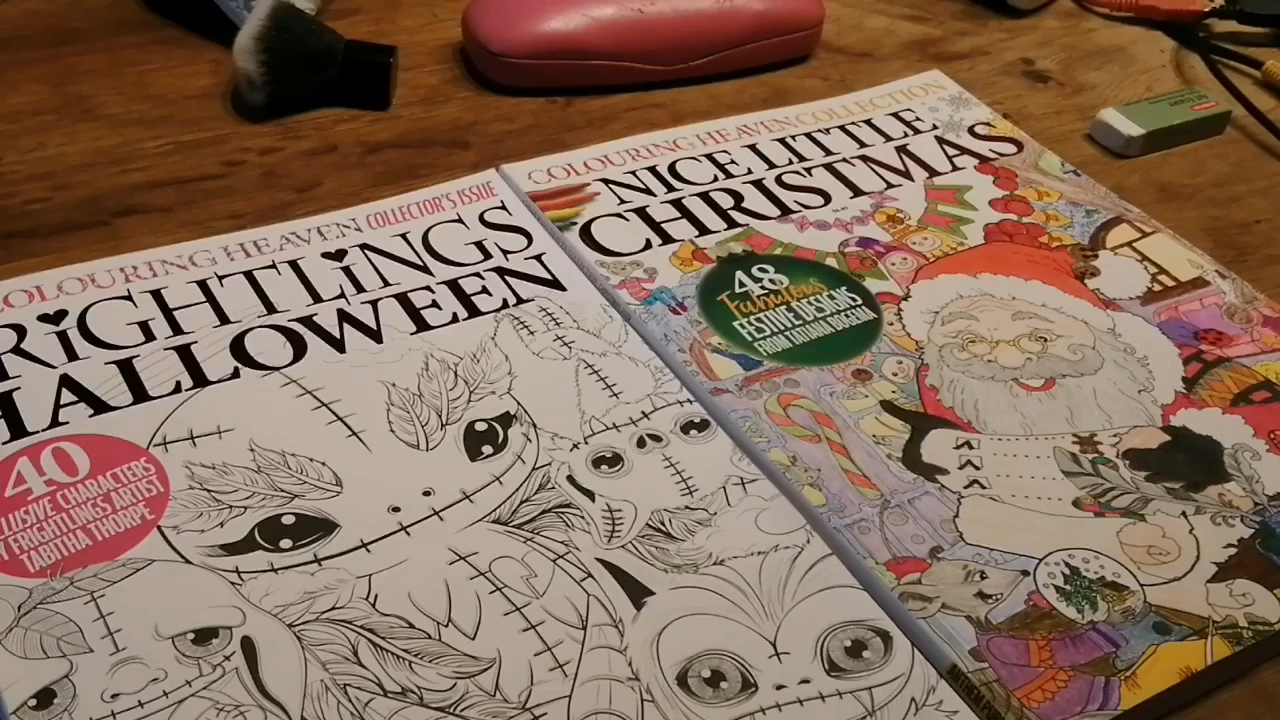 COLOURING HEAVEN COLLECTOR'S ISSUE
RiGHTLiNGS
HALLOWEEN
40
CLUSIVE CHARACTERS
Y FRIGHTLINGS ARTIST
TABITHA THORPE
COLOURING HEAVEN COLLECTION
NICE LITTLE
CHRISTMAS
48
Fabulous
FESTIVE DESIGNS
FROM TATIANA BOGEMA